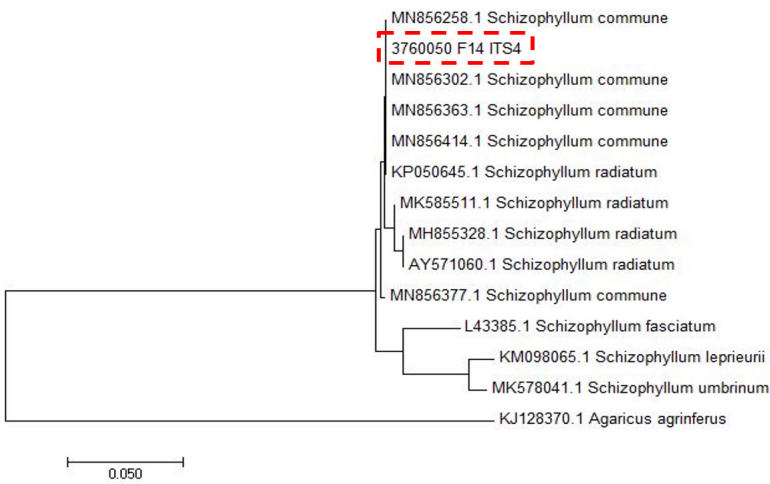 MN856258.1 Schizophyllum commune
3760050 F14 ITS4
MN856302.1 Schizophyllum commune
MN856363.1 Schizophyllum commune
MN856414.1 Schizophyllum commune
KP050645.1 Schizophyllum radiatum
MK585511.1 Schizophyllum radiatum
MH855328.1 Schizophyllum radiatum
AY571060.1 Schizophyllum radiatum
MN856377.1 Schizophyllum commune
L43385.1 Schizophyllum fasciatum
KM098065.1 Schizophyllum leprieurii
MK578041.1 Schizophyllum umbrinum
KJ128370.1 Agaricus agrinferus
0.050